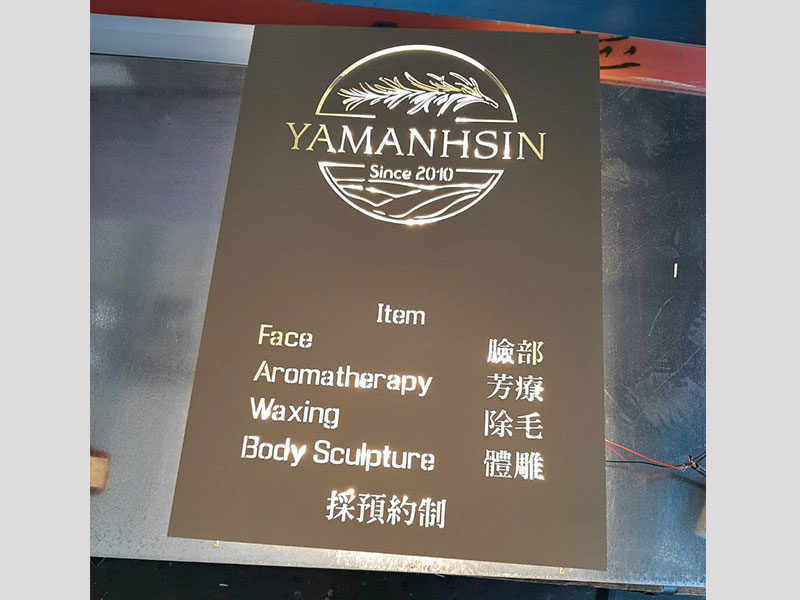 YAMANHSIN
Since 2010
Item
Face 臉部
Aromatherapy 芳療
Waxing 除毛
Body Sculpture 體雕
採預約制